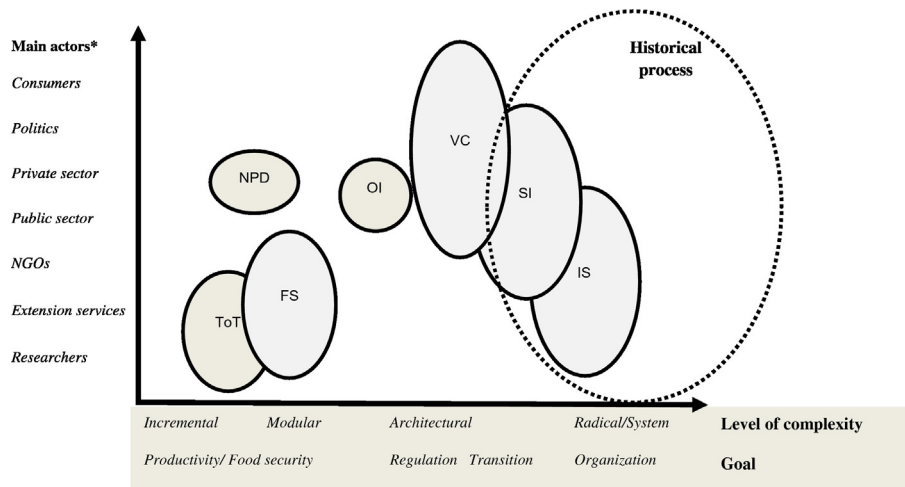 Main actors*
Historical
process
Consumers
Politics
VC
Private sector
NPD
OI
SI
Public sector
NGOs
IS
FS
Extension services
ToT
Researchers
Incremental Modular Architectural Radical/System Level of complexity
Productivity/ Food security Regulation Transition Organization Goal